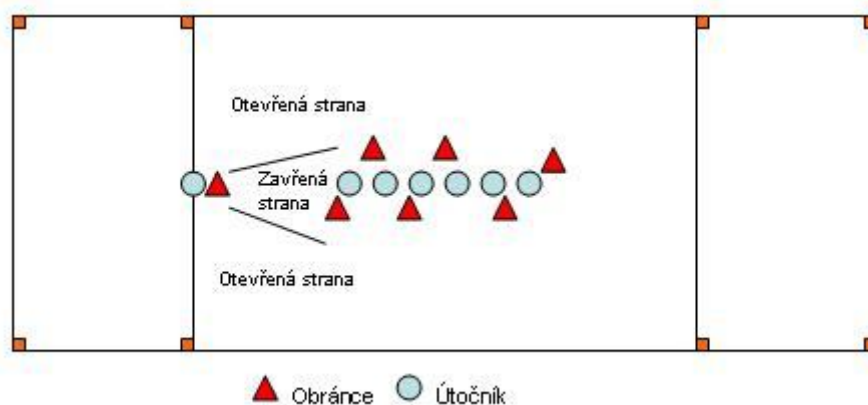 Otevřená strana
Zavřená
strana
Otevřená strana
Obránce
Útočník